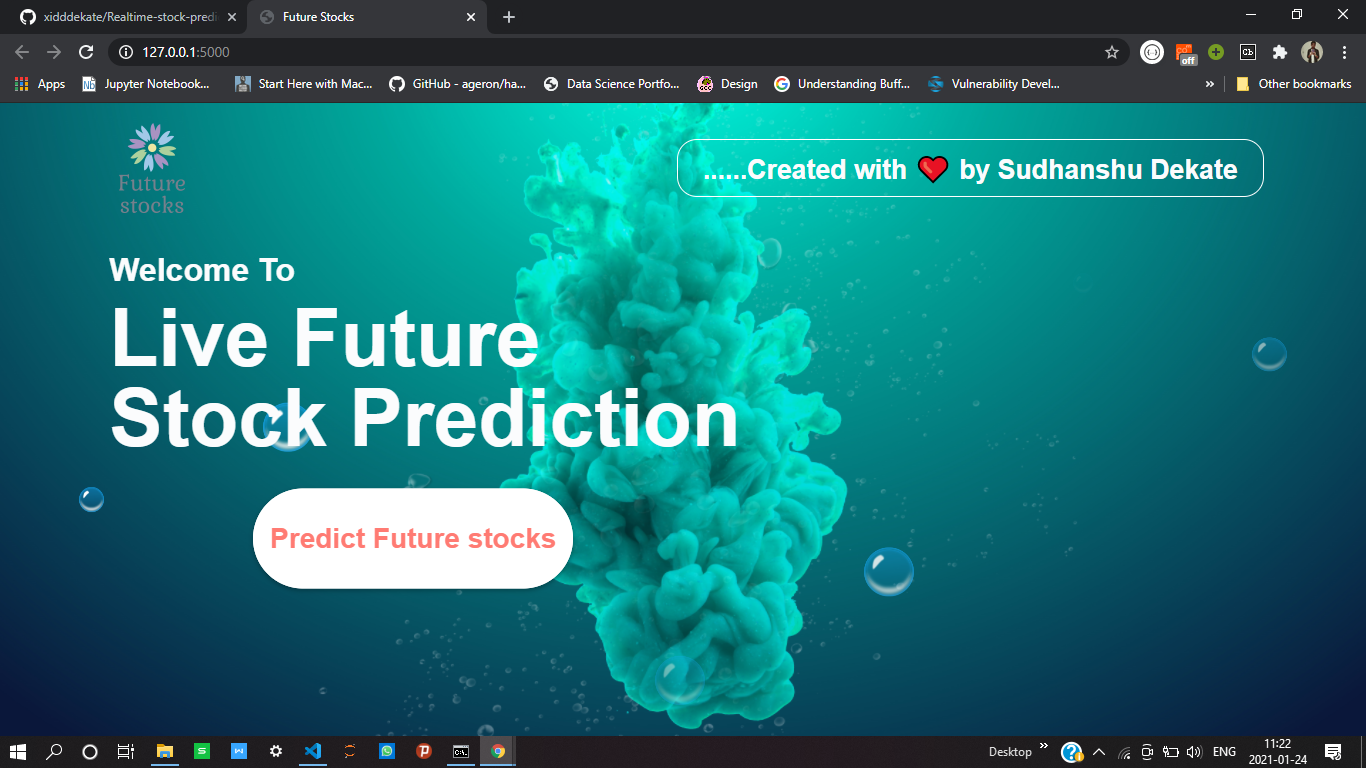 xidddekate/Realtime-stock-predi
Future Stocks
127.0.0.1:5000
off
Apps
Jupyter Notebook...
Start Here with Mac...
GitHub - ageron/ha...
Data Science Portfo...
Design
Understanding Buff...
Vulnerability Devel...
»
Other bookmarks
Future
stocks
......Created with ❤ by Sudhanshu Dekate
Welcome To
Live Future
Stock Prediction
Predict Future stocks
Desktop
»
ENG
11:22
2021-01-24